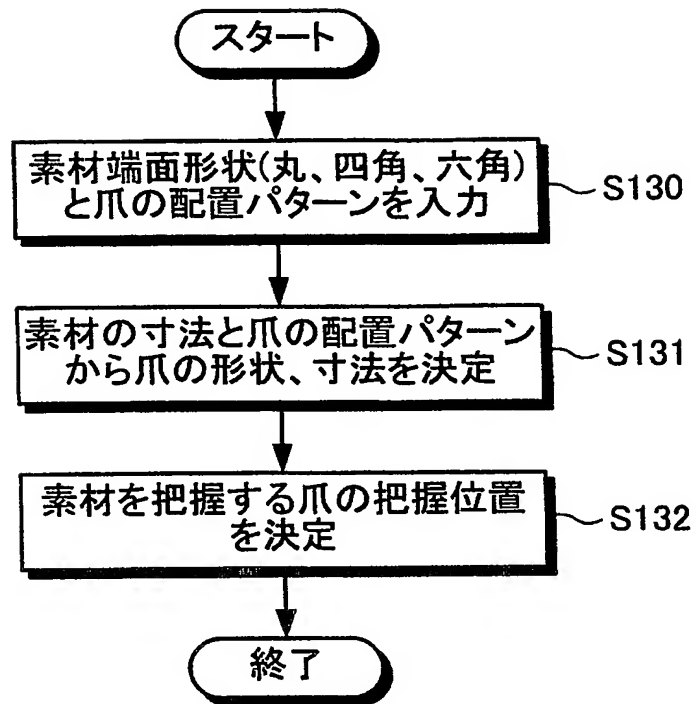 スタート
素材端面形状(丸、四角、六角)
と爪の配置パターンを入力
S130
素材の寸法と爪の配置パターン
から爪の形状、寸法を決定
S131
素材を把握する爪の把握位置
を決定
S132
終了